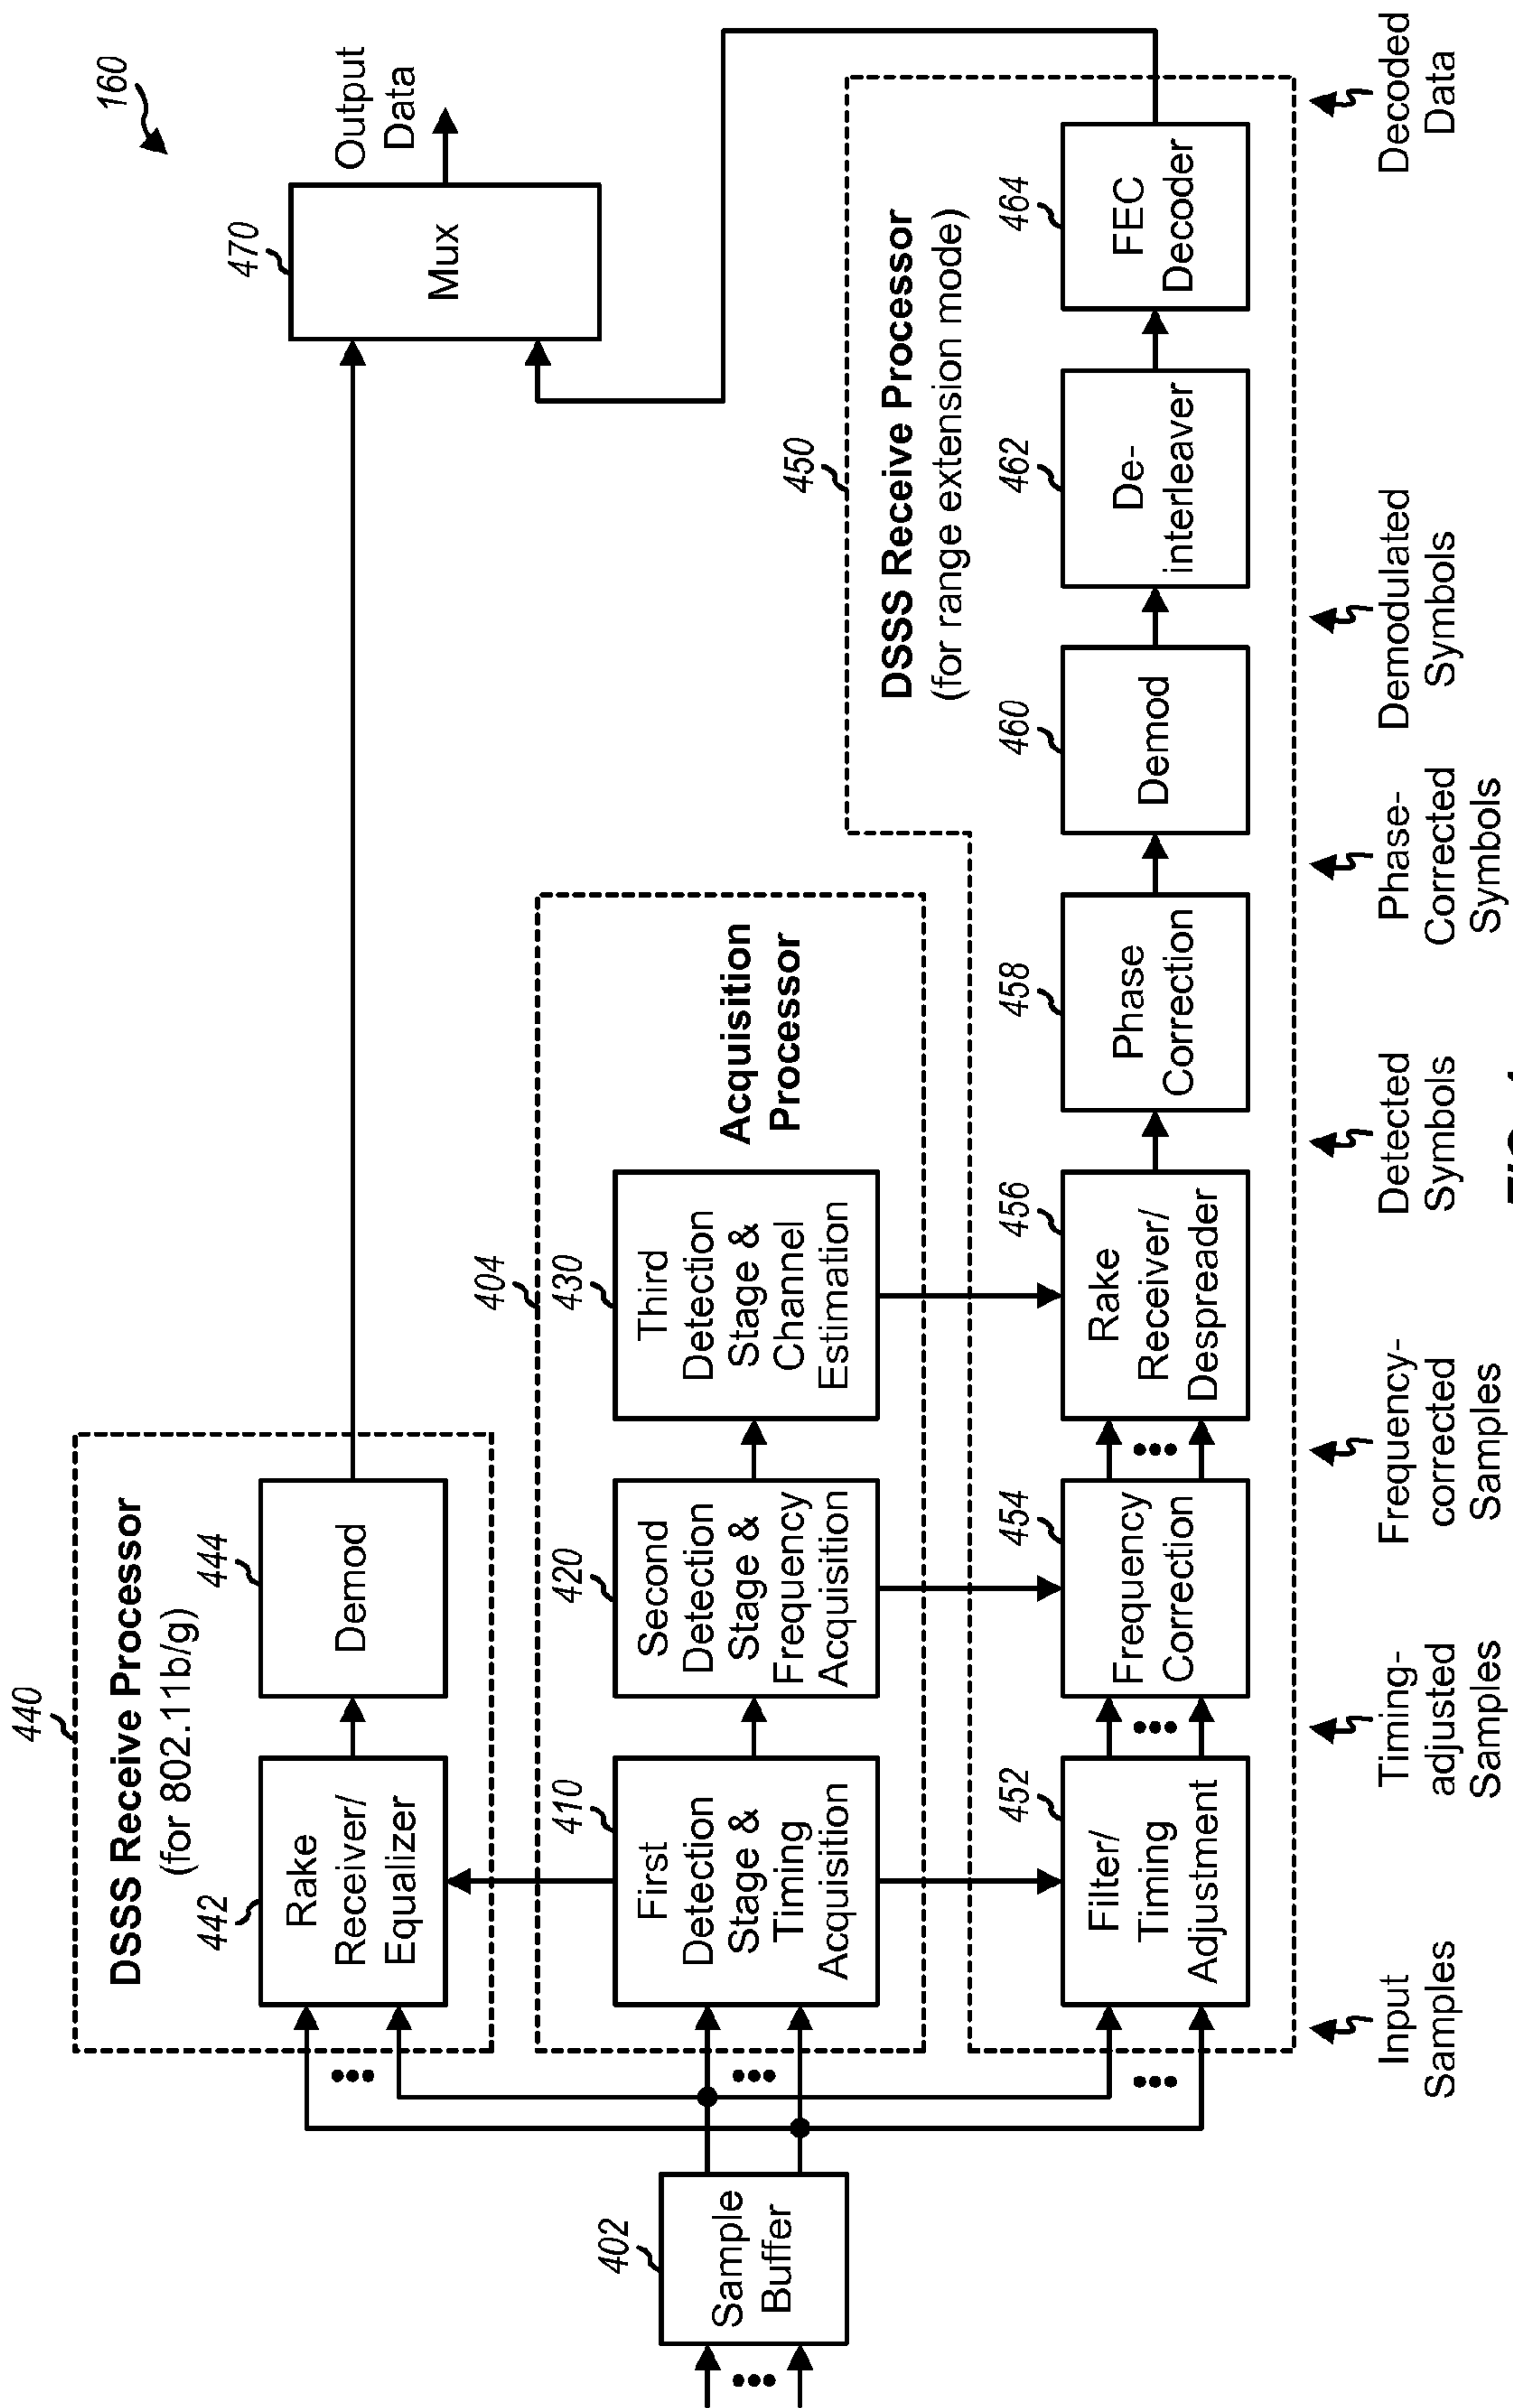 160
440
DSSS Receive Processor
(for 802.11b/g)
442
Rake
Receiver/
Equalizer
444
Demod
470
Mux
Output
Data
402
Sample
Buffer
404
Acquisition
Processor
410
First
Detection
Stage &
Timing
Acquisition
420
Second
Detection
Stage &
Frequency
Acquisition
430
Third
Detection
Stage &
Channel
Estimation
450
DSSS Receive Processor
(for range extension mode)
452
Filter/
Timing
Adjustment
454
Frequency
Correction
456
Rake
Receiver/
Despreader
458
Phase
Correction
460
Demod
462
De-
interleaver
464
FEC
Decoder
Input
Samples
Timing-
adjusted
Samples
Frequency-
corrected
Samples
Detected
Symbols
Phase-
Corrected
Symbols
Demodulated
Symbols
Decoded
Data